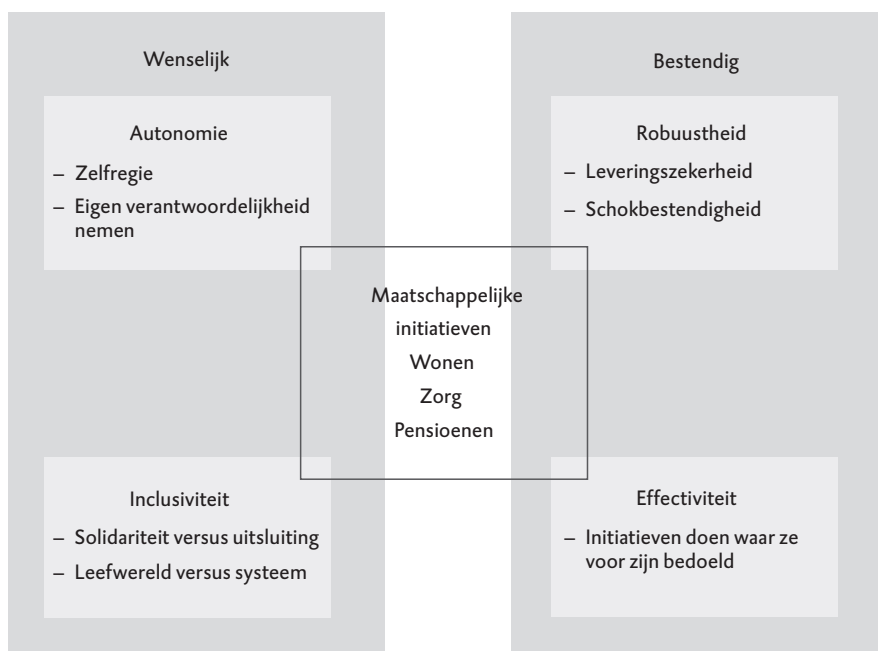 Wenselijk
Autonomie
– Zelfregie
– Eigen verantwoordelijkheid
nemen
Inclusiviteit
– Solidariteit versus uitsluiting
– Leefwereld versus systeem
Maatschappelijke
initiatieven
Wonen
Zorg
Pensioenen
Bestendig
Robuustheid
– Leveringszekerheid
– Schokbestendigheid
Effectiviteit
– Initiatieven doen waar ze
voor zijn bedoeld